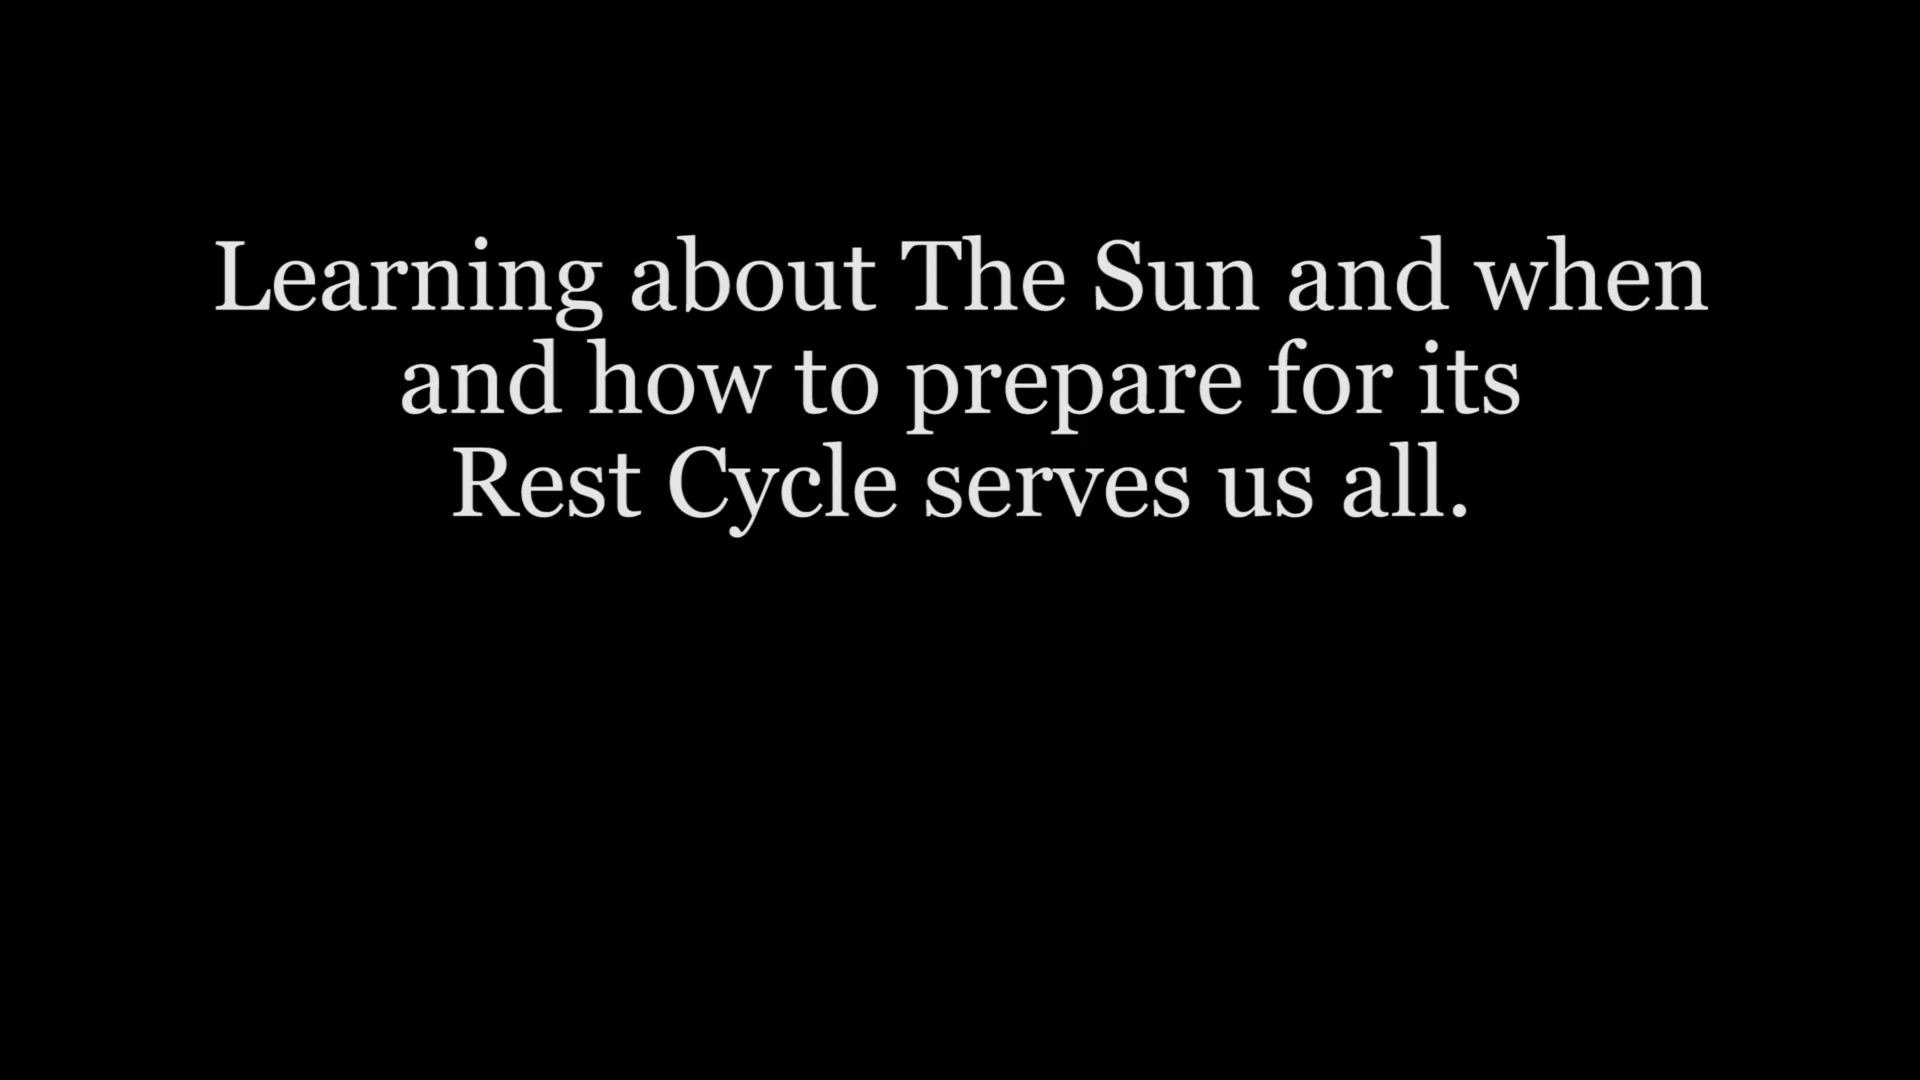 Learning about The Sun and when
and how to prepare for its
Rest Cycle serves us all.